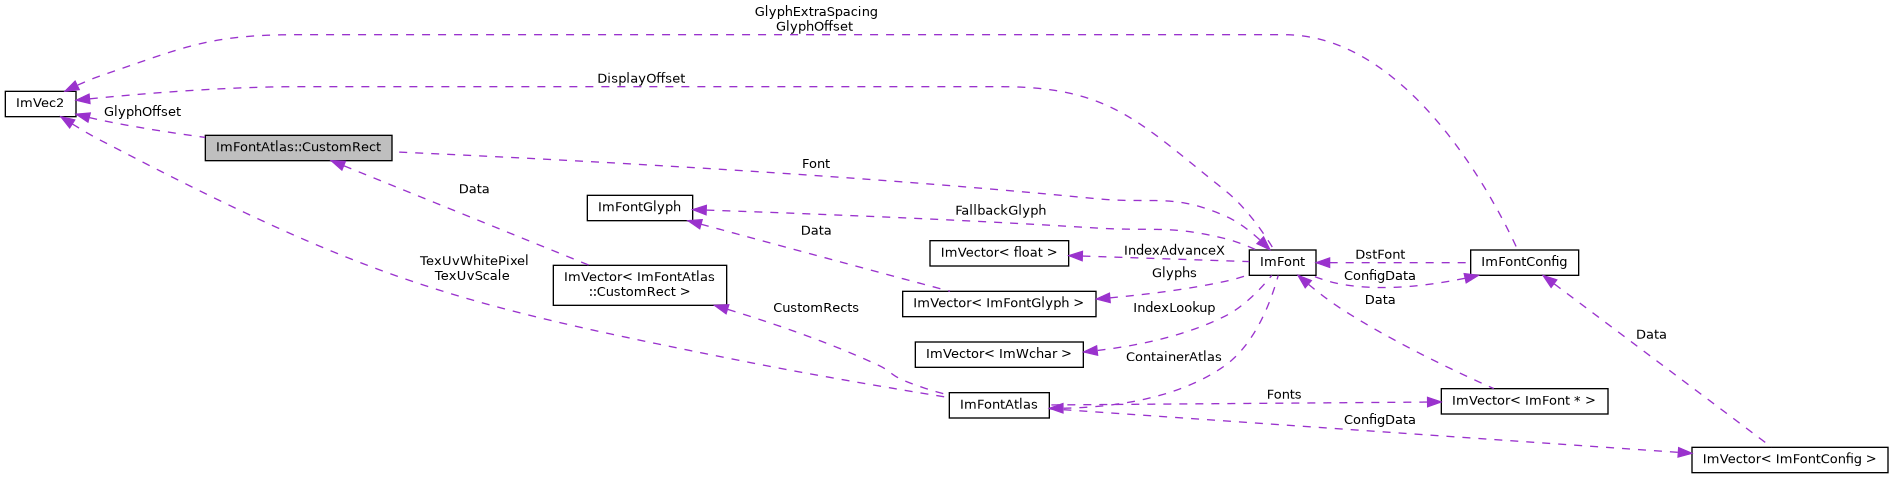 GlyphExtraSpacing
GlyphOffset
DisplayOffset
ImVec2
GlyphOffset
ImFontAtlas::CustomRect
Font
Data
ImFontGlyph
FallbackGlyph
Data
ImVector< float >
IndexAdvanceX
ImFont
DstFont
ImFontConfig
TexUvWhitePixel
TexUvScale
ImVector< ImFontAtlas
::CustomRect >
Glyphs
ConfigData
ImVector< ImFontGlyph >
Data
CustomRects
IndexLookup
Data
ImVector< ImWchar >
ContainerAtlas
ImFontAtlas
Fonts
ImVector< ImFont * >
ConfigData
ImVector< ImFontConfig >